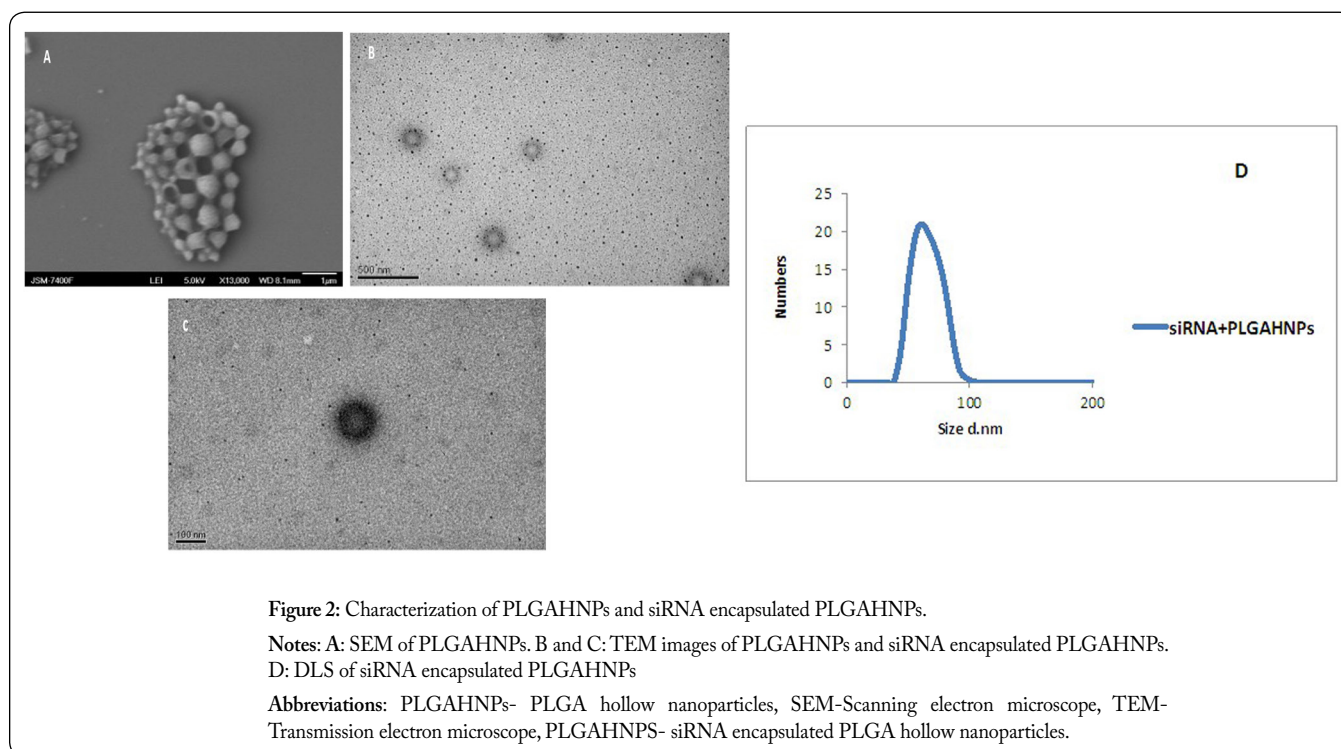 A
JSM-7400F LEI 5.0kV X13,000 WD 8.1mm 1µm
B
500 nm
C
100 nm
D
25
20
15
10
5
0
Numbers
0 100 200
Size d.nm
siRNA+PLGAHNPs
Figure 2: Characterization of PLGAHNPs and siRNA encapsulated PLGAHNPs.
Notes: A: SEM of PLGAHNPs. B and C: TEM images of PLGAHNPs and siRNA encapsulated PLGAHNPs.
D: DLS of siRNA encapsulated PLGAHNPs
Abbreviations: PLGAHNPs- PLGA hollow nanoparticles, SEM-Scanning electron microscope, TEM-
Transmission electron microscope, PLGAHNPS- siRNA encapsulated PLGA hollow nanoparticles.